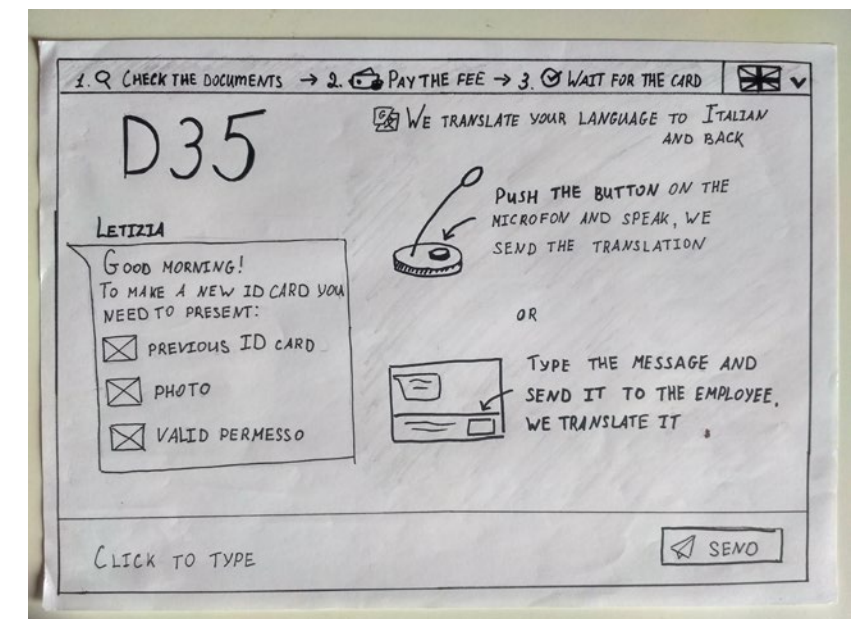 1. CHECK THE DOCUMENTS → 2. PAY THE FEE → 3. WAIT FOR THE CARD
D35
WE TRANSLATE YOUR LANGUAGE TO ITALIAN
AND BACK
PUSH THE BUTTON ON THE
MICROFON AND SPEAK, WE
SEND THE TRANSLATION
LETIZIA
GOOD MORNING!
TO MAKE A NEW ID CARD YOU
NEED TO PRESENT:
PREVIOUS ID CARD
PHOTO
VALID PERMESSO
OR
TYPE THE MESSAGE AND
SEND IT TO THE EMPLOYEE,
WE TRANSLATE IT
CLICK TO TYPE
SEND